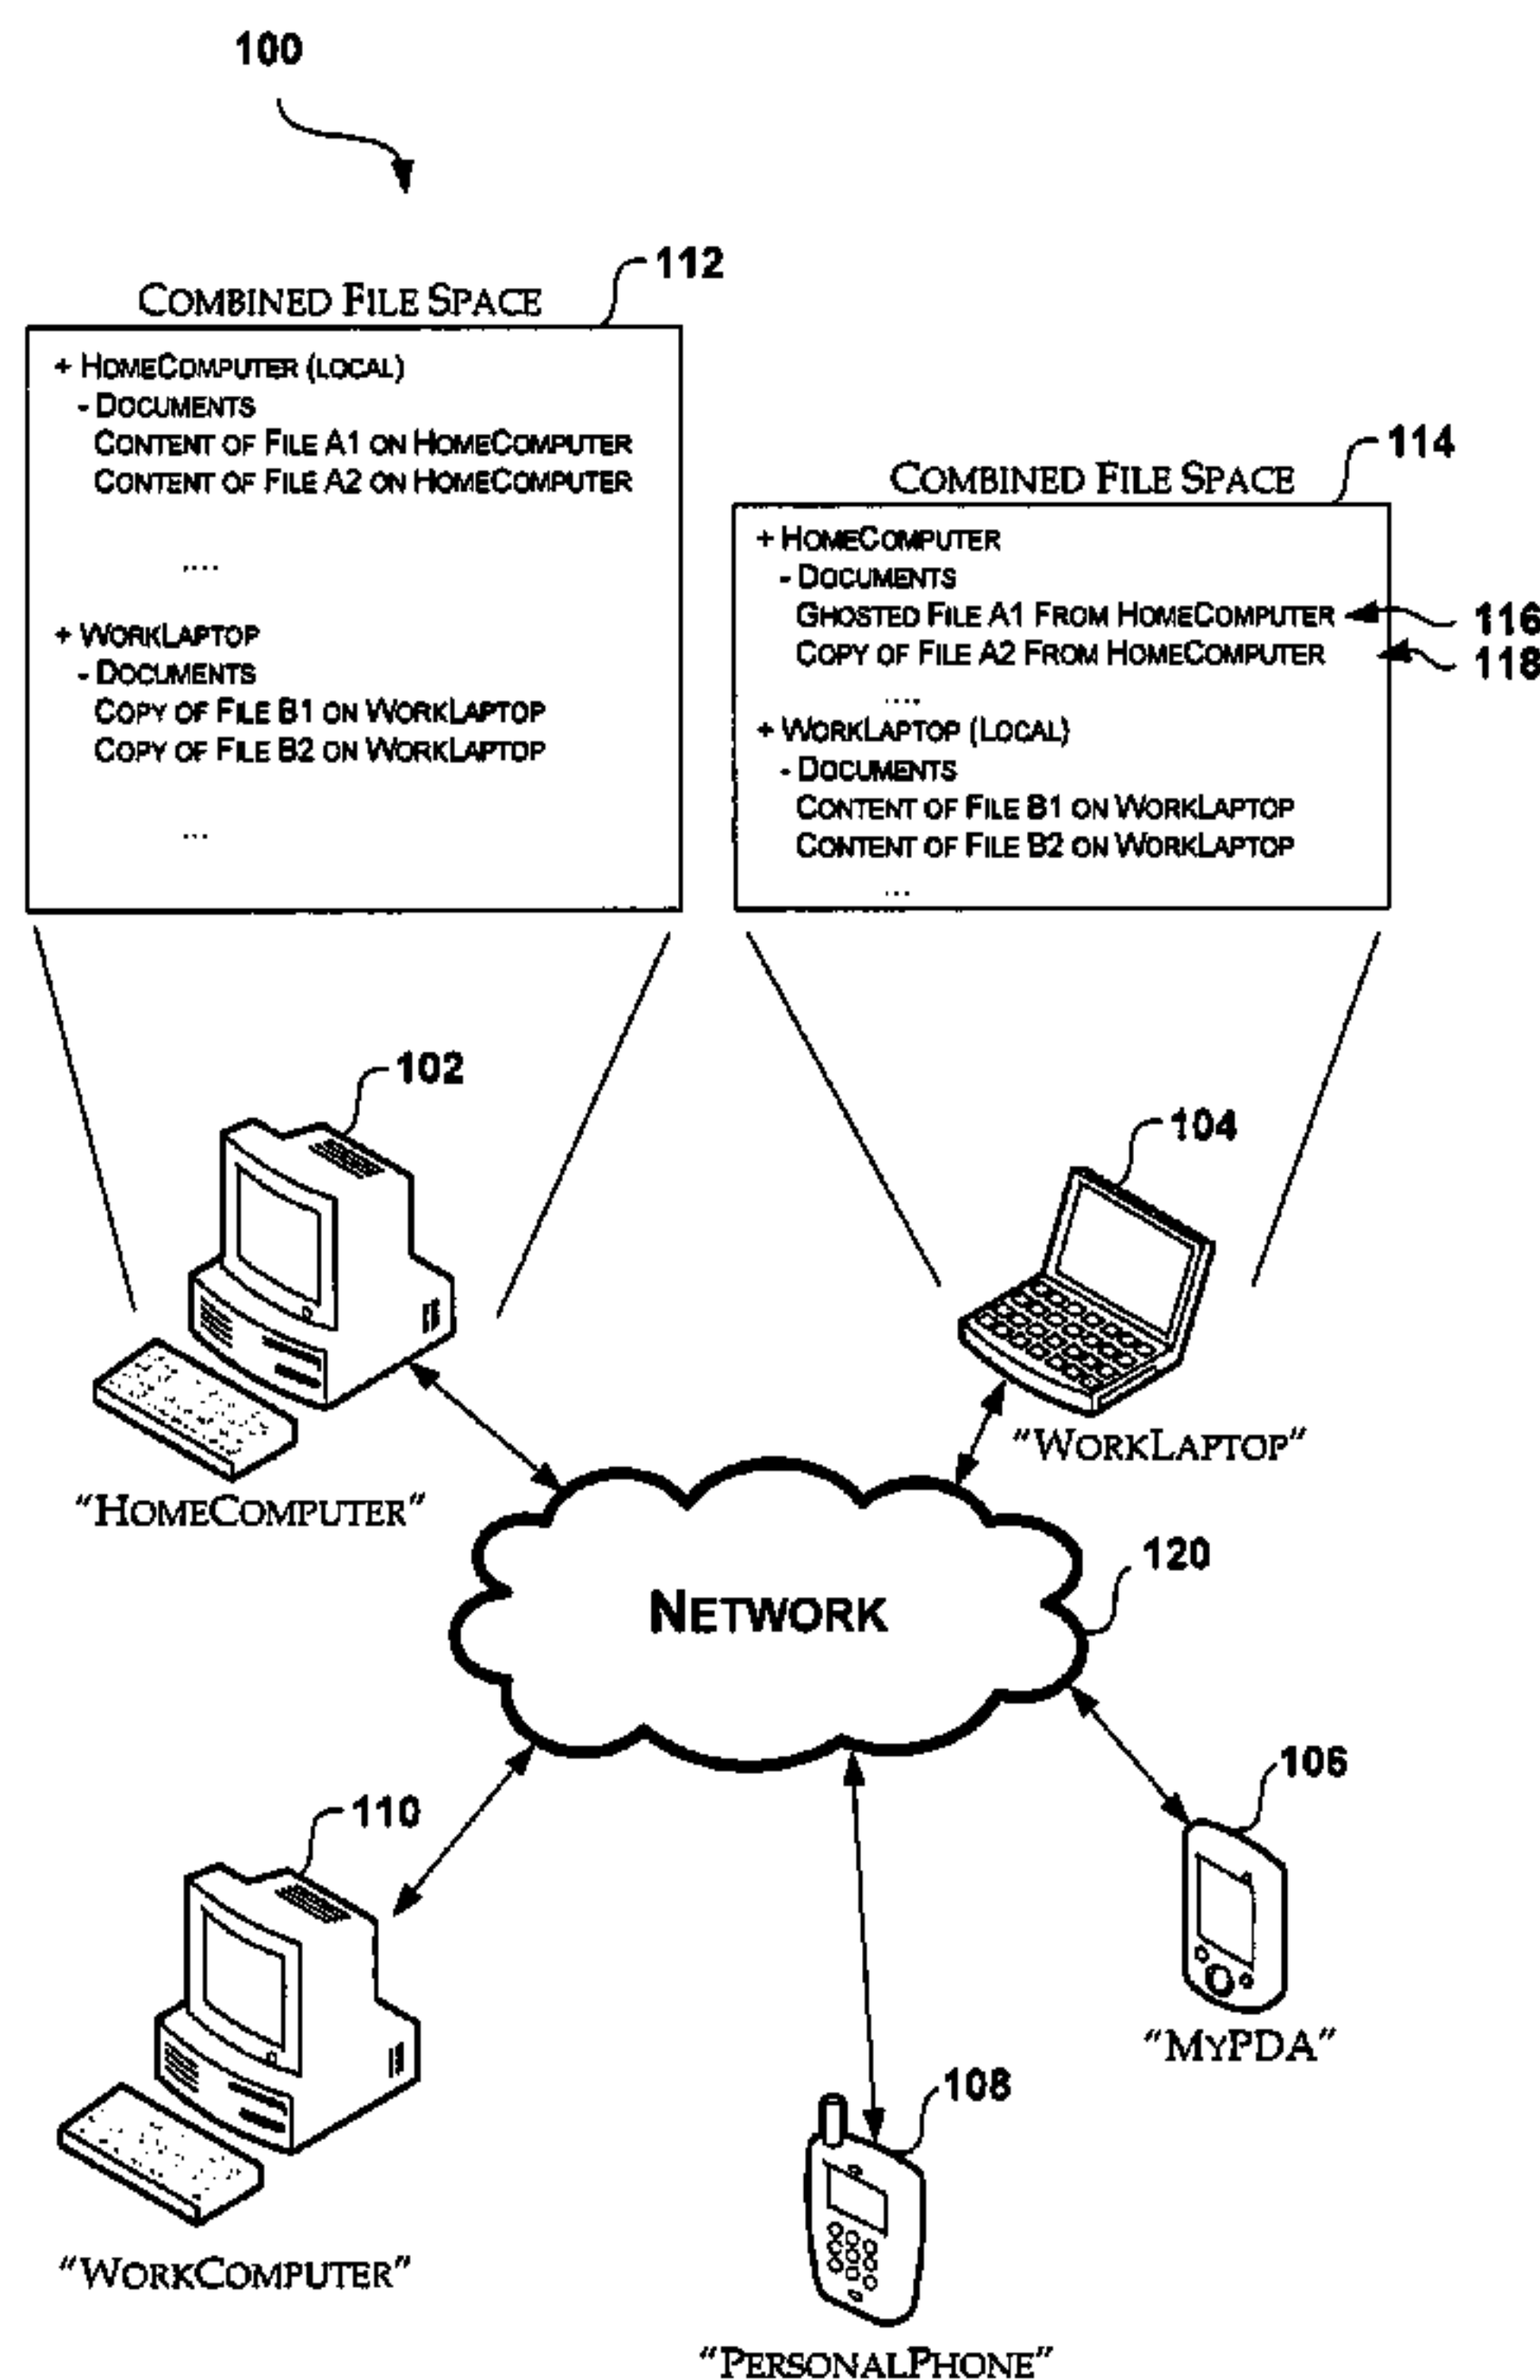 100
112
COMBINED FILE SPACE
+ HOMECOMPUTER (LOCAL)
- DOCUMENTS
CONTENT OF FILE A1 ON HOMECOMPUTER
CONTENT OF FILE A2 ON HOMECOMPUTER
....
+ WORKLAPTOP
- DOCUMENTS
COPY OF FILE B1 ON WORKLAPTOP
COPY OF FILE B2 ON WORKLAPTOP
...
114
COMBINED FILE SPACE
+ HOMECOMPUTER
- DOCUMENTS
GHOSTED FILE A1 FROM HOMECOMPUTER
116
COPY OF FILE A2 FROM HOMECOMPUTER
118
....
+ WORKLAPTOP (LOCAL)
- DOCUMENTS
CONTENT OF FILE B1 ON WORKLAPTOP
CONTENT OF FILE B2 ON WORKLAPTOP
...
102
104
"WORKLAPTOP"
"HOMECOMPUTER"
120
NETWORK
106
110
"MYPDA"
108
"WORKCOMPUTER"
"PERSONALPHONE"